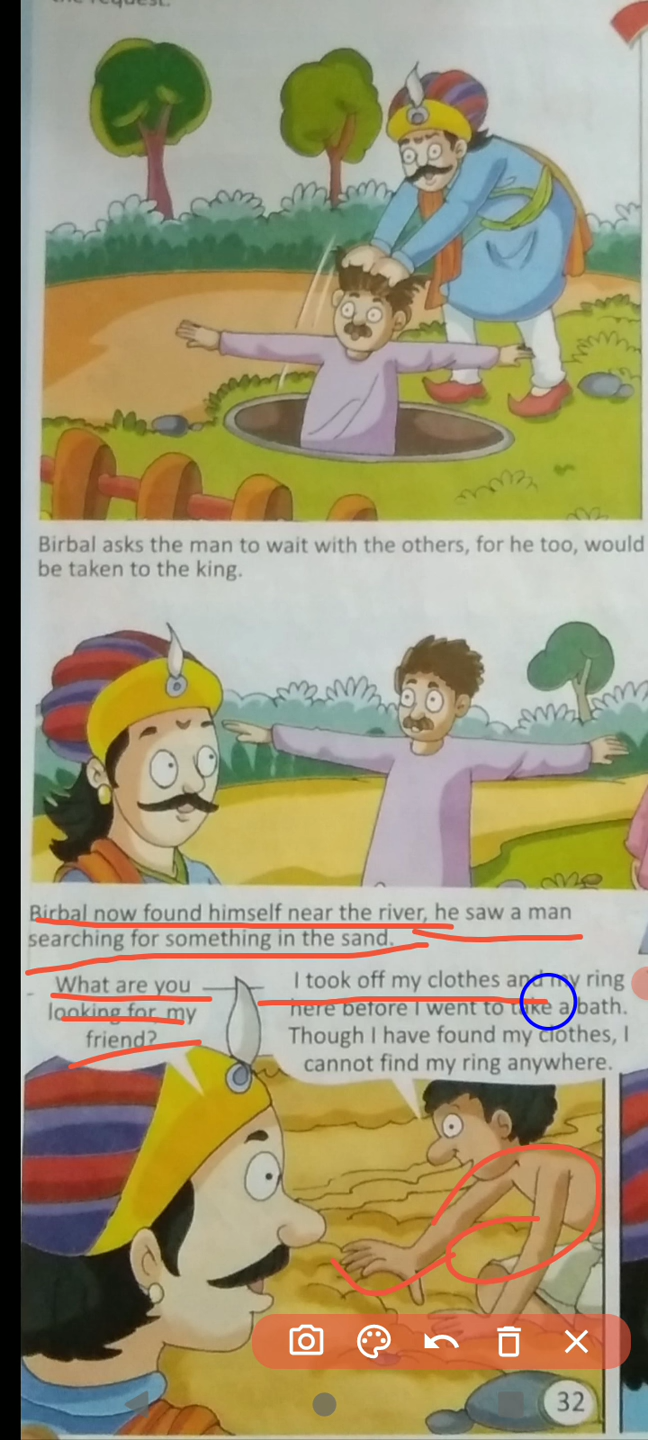 the request.
Birbal asks the man to wait with the others, for he too, would
be taken to the king.
Birbal now found himself near the river, he saw a man
searching for something in the sand.
What are you
looking for, my
friend?
I took off my clothes and my ring
here before I went to take a bath.
Though I have found my clothes, I
cannot find my ring anywhere.
32